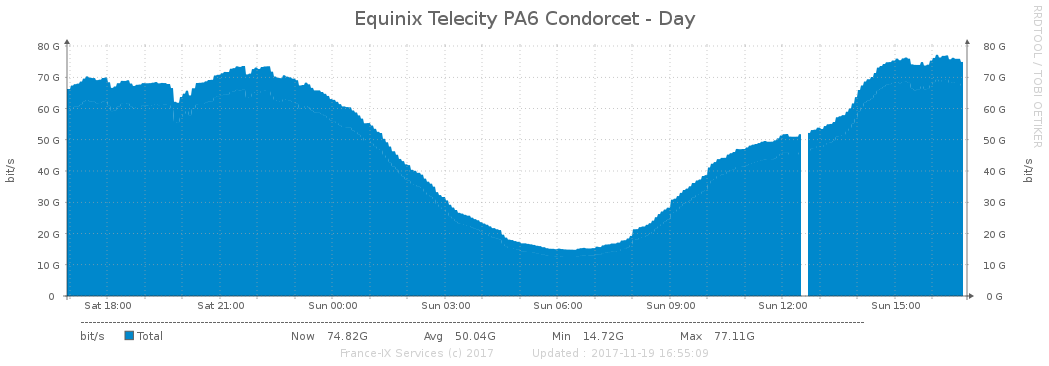 Equinix Telecity PA6 Condorcet - Day
RRDTOOL / TOBI OETIKER
80 G 80 G
70 G 70 G
60 G 60 G
50 G 50 G
40 G 40 G
30 G 30 G
20 G 20 G
10 G 10 G
0 0 G
bit/s
bit/s
Sat 18:00 Sat 21:00 Sun 00:00 Sun 03:00 Sun 06:00 Sun 09:00 Sun 12:00 Sun 15:00
bit/s Total Now 74.82G Avg 50.04G Min 14.72G Max 77.11G
France-IX Services (c) 2017 Updated : 2017-11-19 16:55:09